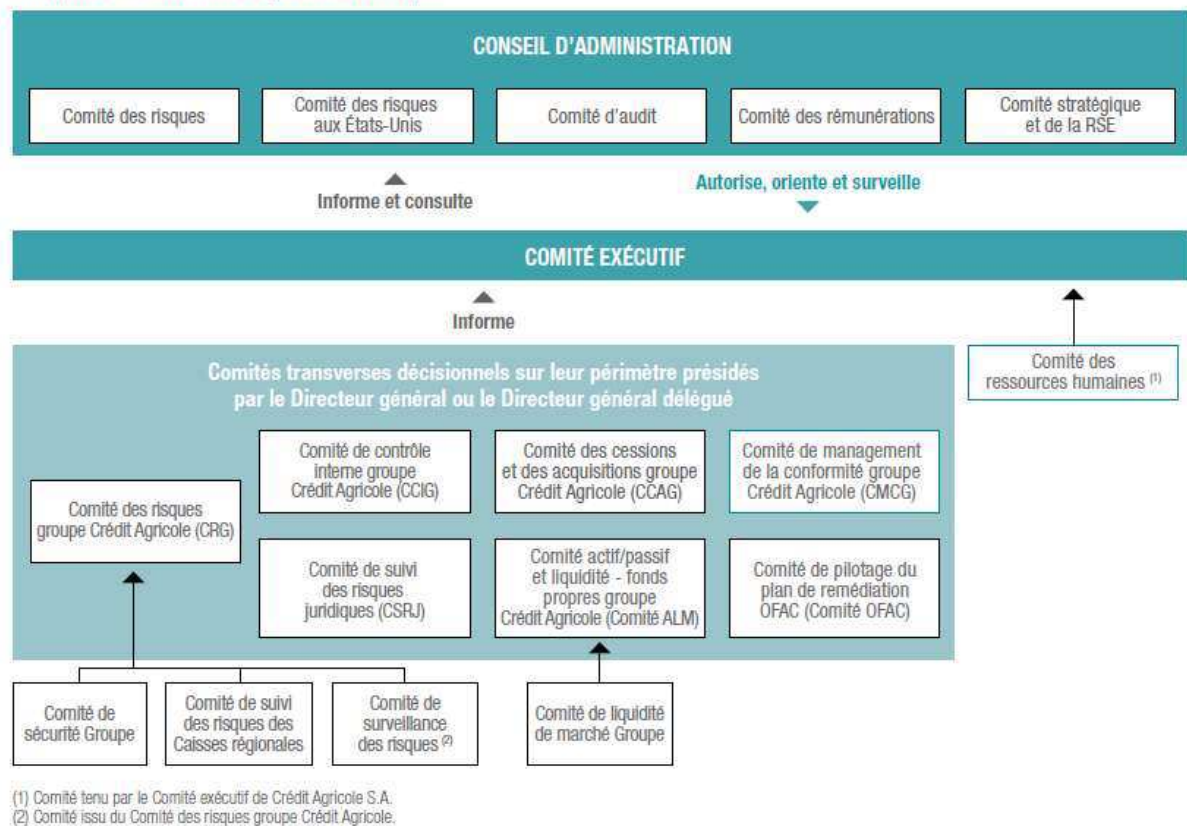 CONSEIL D'ADMINISTRATION
Comité des risques
Comité des risques
aux États-Unis
Comité d'audit
Comité des rémunérations
Comité stratégique
et de la RSE
Informe et consulte
Autorise, oriente et surveille
COMITÉ EXÉCUTIF
Informe
Comité des
ressources humaines (1)
Comités transverses décisionnels sur leur périmètre présidés
par le Directeur général ou le Directeur général délégué
Comité des risques
groupe Crédit Agricole (CRG)
Comité de contrôle
interne groupe
Crédit Agricole (CCIG)
Comité des cessions
et des acquisitions groupe
Crédit Agricole (CCAG)
Comité de management
de la conformité groupe
Crédit Agricole (CMCG)
Comité de suivi
des risques
juridiques (CSRJ)
Comité actif/passif
et liquidité - fonds
propres groupe
Crédit Agricole (Comité ALM)
Comité de pilotage du
plan de remédiation
OFAC (Comité OFAC)
Comité de
sécurité Groupe
Comité de suivi
des risques des
Caisses régionales
Comité de
surveillance
des risques (2)
Comité de liquidité
de marché Groupe
(1) Comité tenu par le Comité exécutif de Crédit Agricole S.A.
(2) Comité issu du Comité des risques groupe Crédit Agricole.